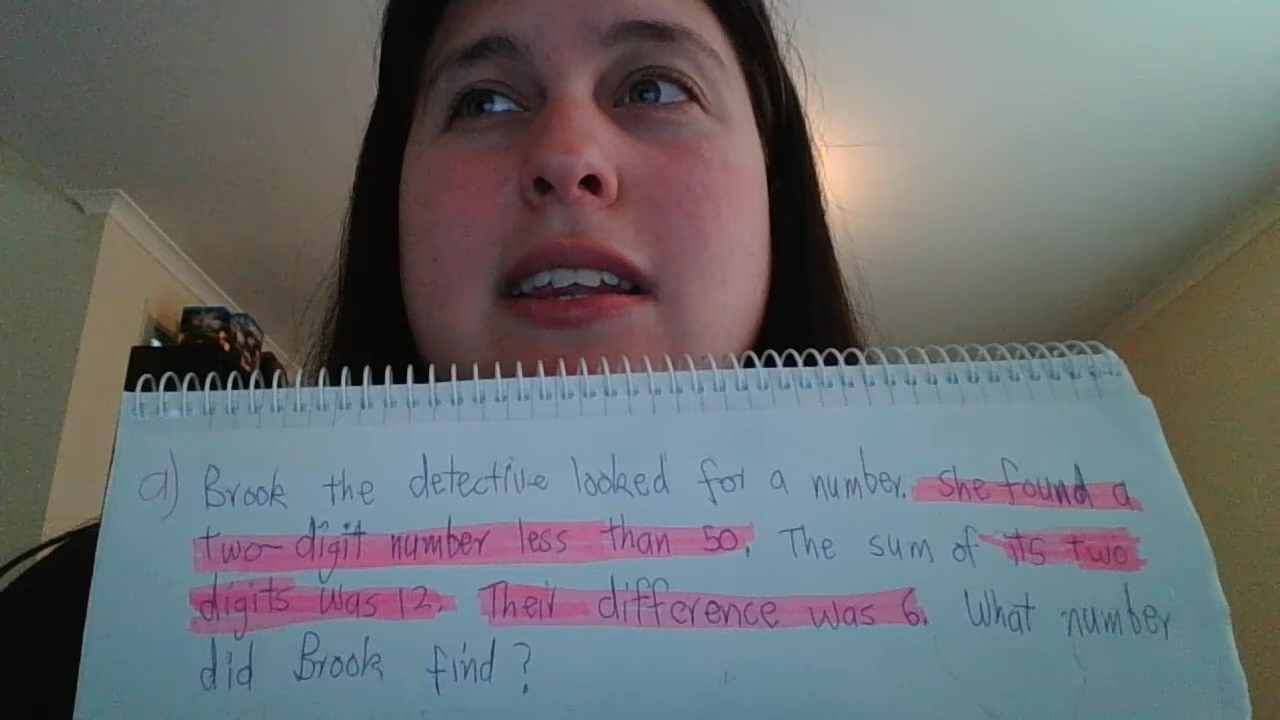 a) Brook the detective looked for a number. She found a
two-digit number less than 50. The sum of its two
digits was 12. Their difference was 6. What number
did Brook find?